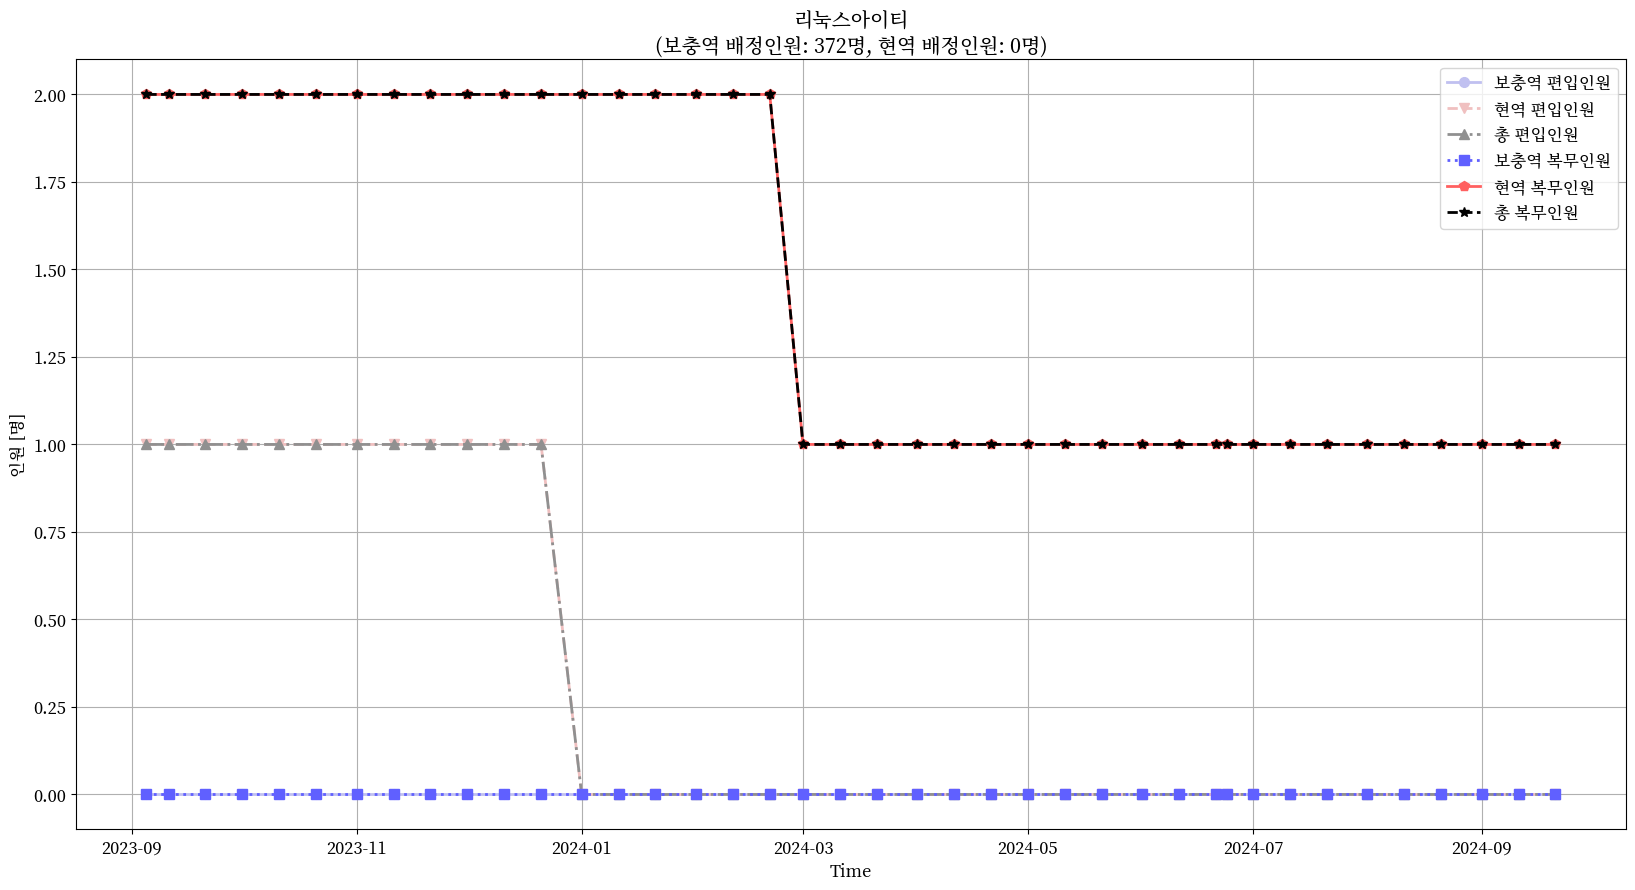 리눅스아이티
(보충역 배정인원: 372명, 현역 배정인원: 0명)
보충역 편입인원
현역 편입인원
총 편입인원
보충역 복무인원
현역 복무인원
총 복무인원
인원 [명]
2.00
1.75
1.50
1.25
1.00
0.75
0.50
0.25
0.00
2023-09
2023-11
2024-01
2024-03
2024-05
2024-07
2024-09
Time